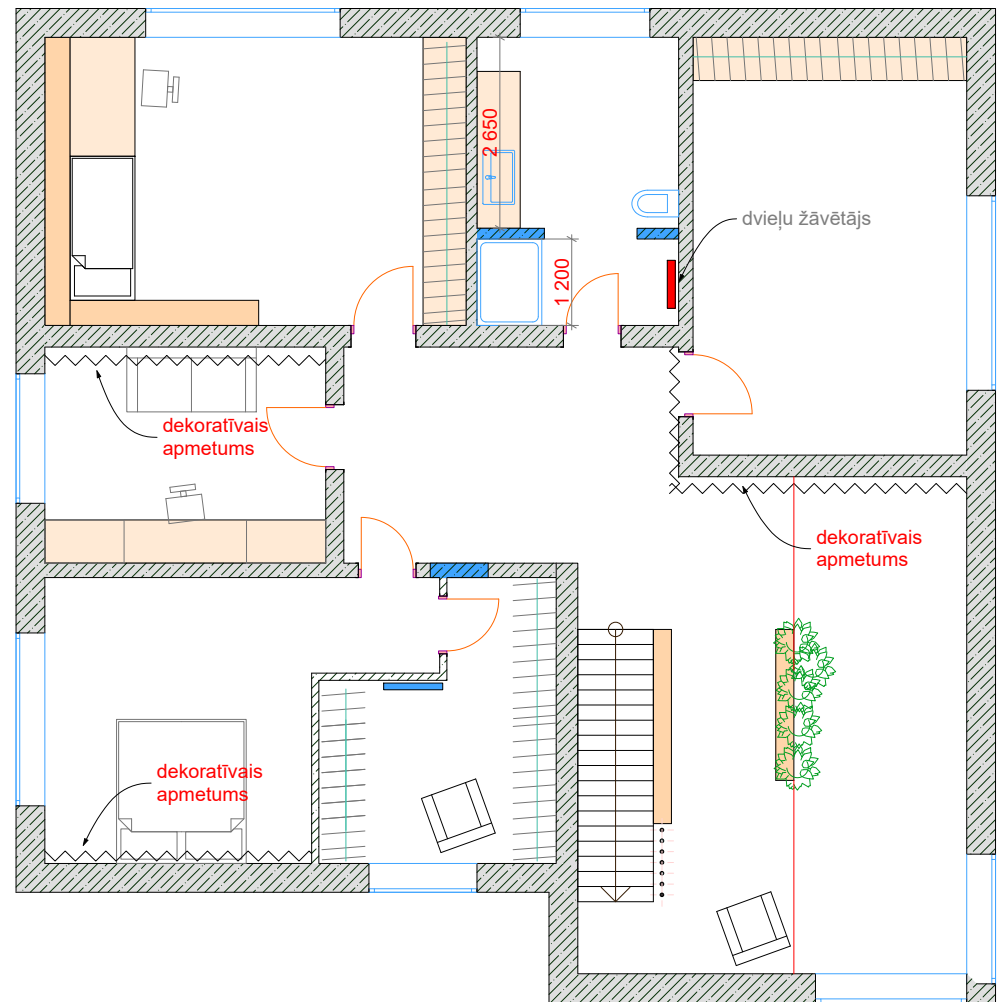 2 650
dvieļu žāvētājs
1 200
dekoratīvais
apmetums
dekoratīvais
apmetums
dekoratīvais
apmetums